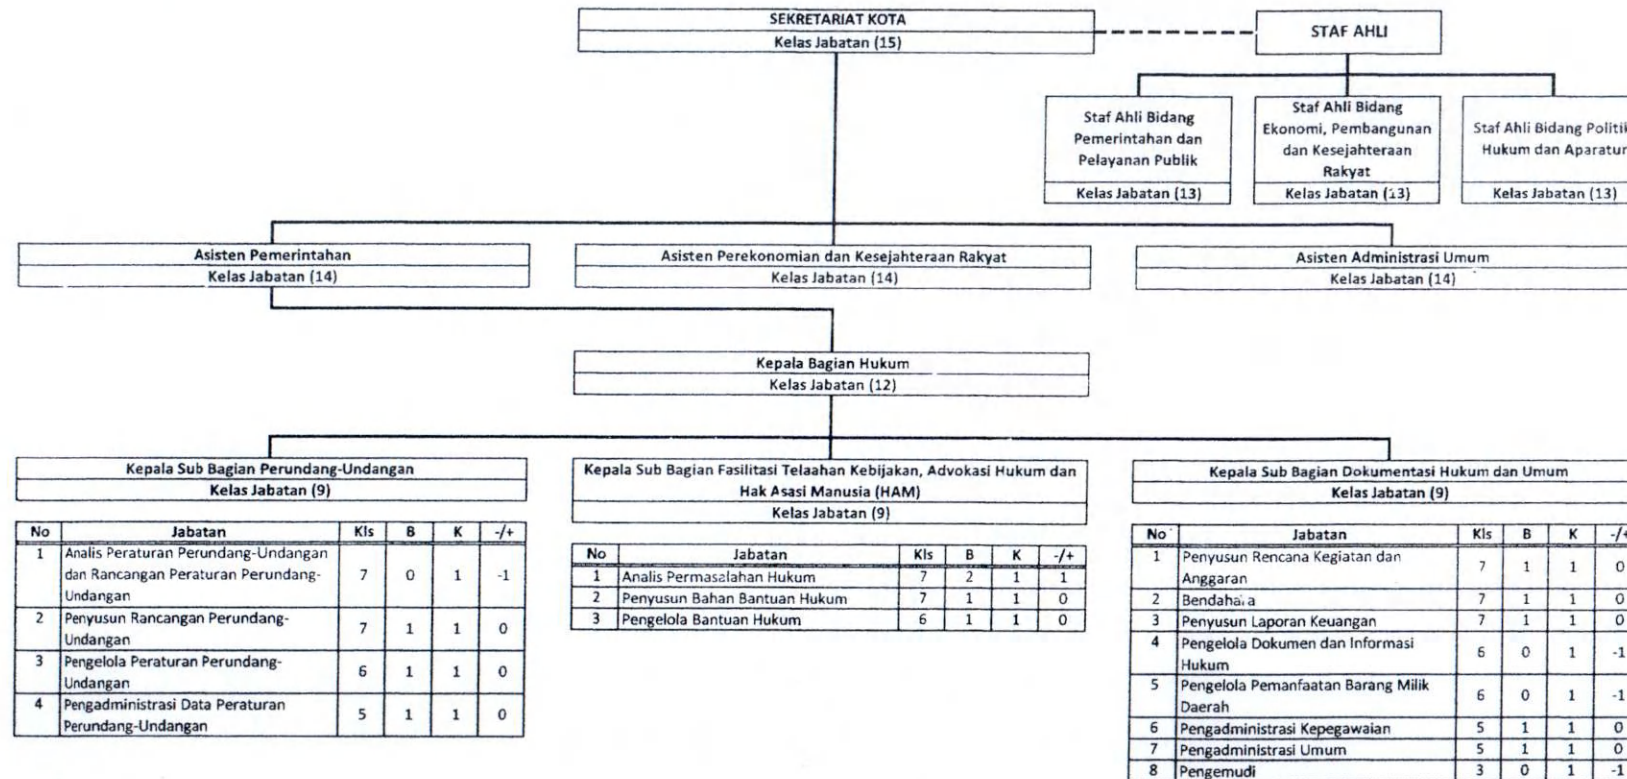 SEKRETARIAT KOTA
Kelas Jabatan (15)
STAF AHLI
Staf Ahli Bidang
Pemerintahan dan
Pelayanan Publik
Kelas Jabatan (13)
Staf Ahli Bidang
Ekonomi, Pembangunan
dan Kesejahteraan
Rakyat
Kelas Jabatan (13)
Staf Ahli Bidang Politik
Hukum dan Aparatur
Kelas Jabatan (13)
Asisten Pemerintahan
Kelas Jabatan (14)
Asisten Perekonomian dan Kesejahteraan Rakyat
Kelas Jabatan (14)
Asisten Administrasi Umum
Kelas Jabatan (14)
Kepala Bagian Hukum
Kelas Jabatan (12)
Kepala Sub Bagian Perundang-Undangan
Kelas Jabatan (9)
No Jabatan Kls B K -/+
1 Analis Peraturan Perundang-Undangan
dan Rancangan Peraturan Perundang- 7 0 1 -1
Undangan
2 Penyusun Rancangan Perundang-
Undangan 7 1 1 0
3 Pengelola Peraturan Perundang-
Undangan 6 1 1 0
4 Pengadministrasi Data Peraturan
Perundang-Undangan 5 1 1 0
Kepala Sub Bagian Fasilitasi Telaahan Kebijakan, Advokasi Hukum dan
Hak Asasi Manusia (HAM)
Kelas Jabatan (9)
No Jabatan Kls B K -/+
1 Analis Permasalahan Hukum 7 2 1 1
2 Penyusun Bahan Bantuan Hukum 7 1 1 0
3 Pengelola Bantuan Hukum 6 1 1 0
Kepala Sub Bagian Dokumentasi Hukum dan Umum
Kelas Jabatan (9)
No Jabatan Kls B K -/+
1 Penyusun Rencana Kegiatan dan
Anggaran 7 1 1 0
2 Bendahara 7 1 1 0
3 Penyusun Laporan Keuangan 7 1 1 0
4 Pengelola Dokumen dan Informasi
Hukum 6 0 1 -1
5 Pengelola Pemanfaatan Barang Milik
Daerah 6 0 1 -1
6 Pengadministrasi Kepegawaian 5 1 1 0
7 Pengadministrasi Umum 5 1 1 0
8 Pengemudi 3 0 1 -1